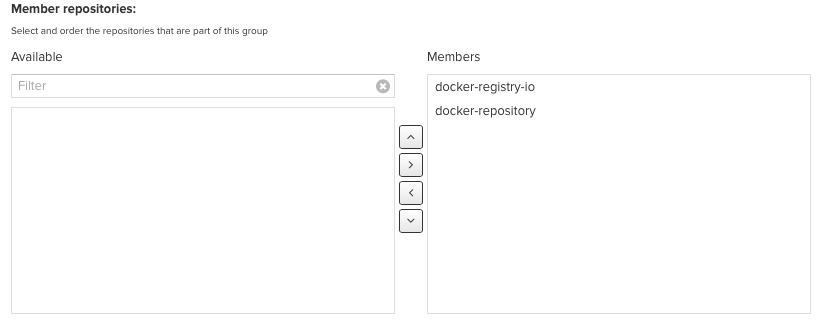 Member repositories:
Select and order the repositories that are part of this group
Available
Members
Filter
docker-registry-io
docker-repository